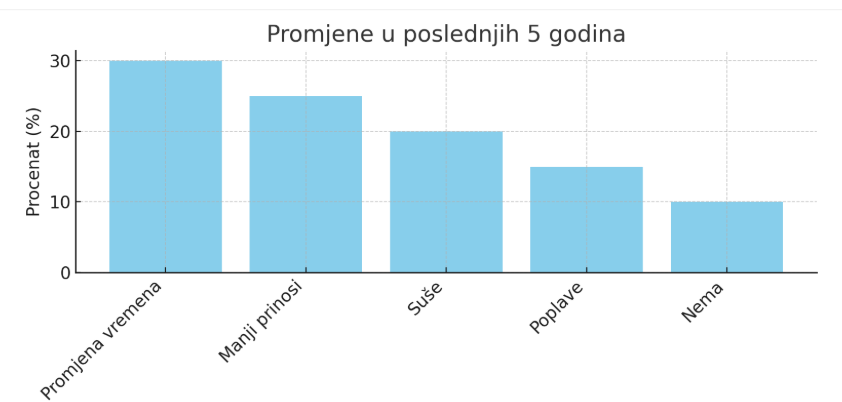 Promjene u poslednjih 5 godina
Procenat (%)
30
20
10
0
Promjena vremena
Manji prinosi
Suše
Poplave
Nema